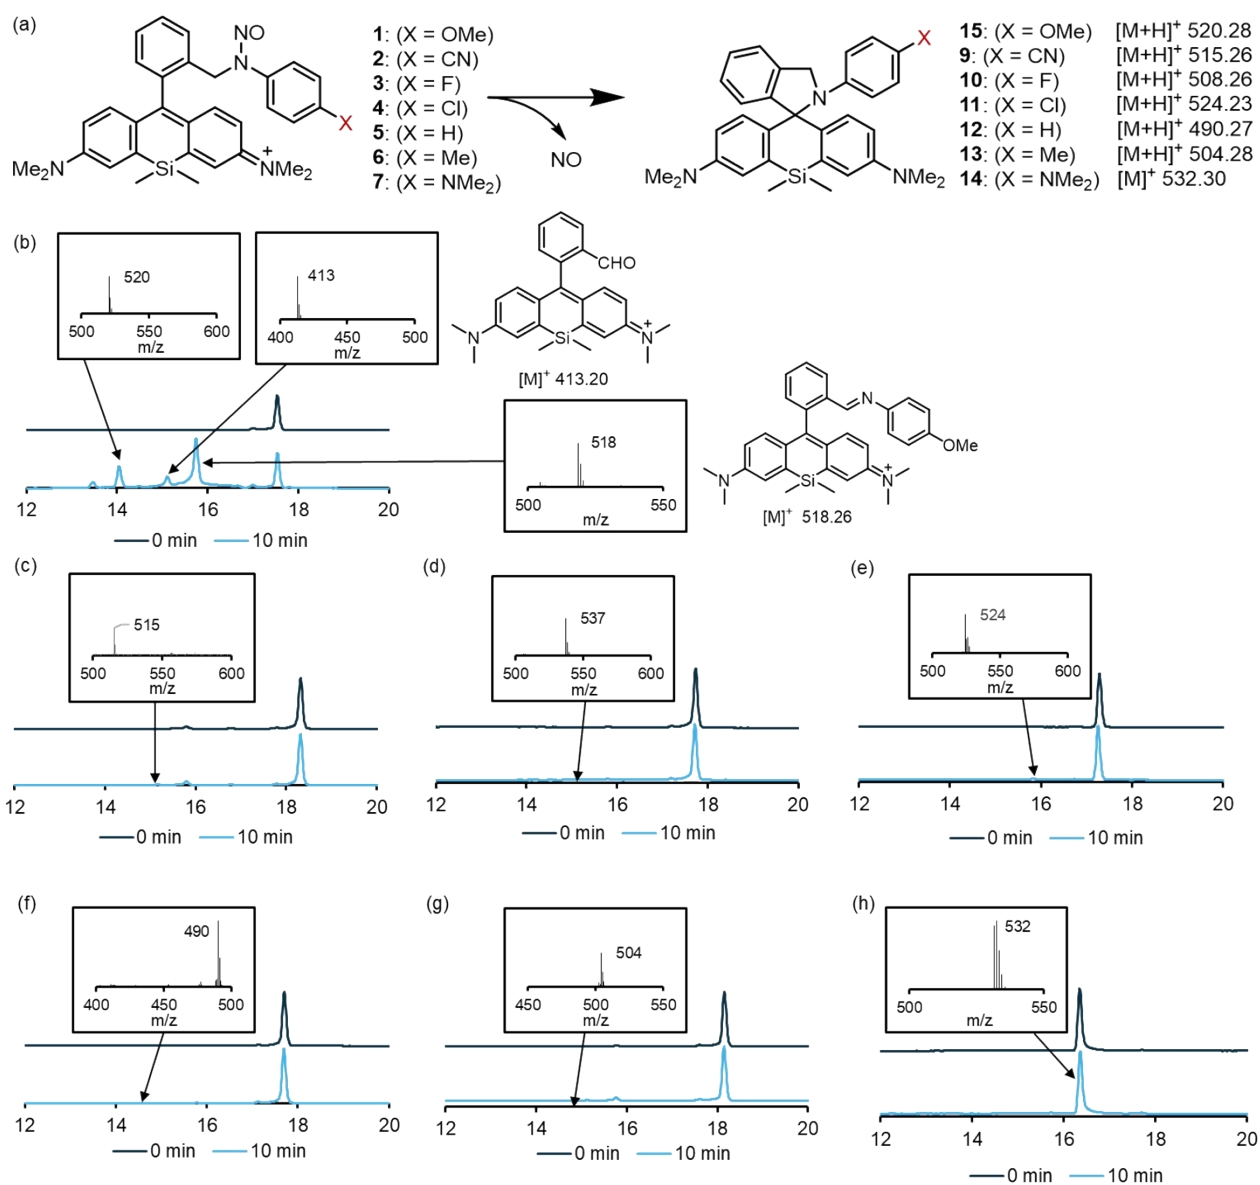 (a)
NO
N
N
X
Me₂N
Si
+
NMe₂
1: (X = OMe)
2: (X = CN)
3: (X = F)
4: (X = Cl)
5: (X = H)
6: (X = Me)
7: (X = NMe2)
NO
X
N
Me₂N
Si
NMe₂
15: (X = OMe) [M+H]⁺ 520.28
9: (X = CN) [M+H]⁺ 515.26
10: (X = F) [M+H]⁺ 508.26
11: (X = Cl) [M+H]⁺ 524.23
12: (X = H) [M+H]⁺ 490.27
13: (X = Me) [M+H]⁺ 504.28
14: (X = NMe₂) [M]⁺ 532.30
(b)
520
500 550 600
m/z
413
400 450 500
m/z
CHO
N
Si
+
N
[M]⁺ 413.20
518
500 550
m/z
N
OMe
N
Si
+
N
[M]⁺ 518.26
12 14 16 18 20
0 min 10 min
(c)
515
500 550 600
m/z
12 14 16 18 20
0 min 10 min
(d)
537
500 550 600
m/z
12 14 16 18 20
0 min 10 min
(e)
524
500 550 600
m/z
12 14 16 18 20
0 min 10 min
(f)
490
400 450 500
m/z
12 14 16 18 20
0 min 10 min
(g)
504
450 500 550
m/z
12 14 16 18 20
0 min 10 min
(h)
532
500 550
m/z
12 14 16 18 20
0 min 10 min